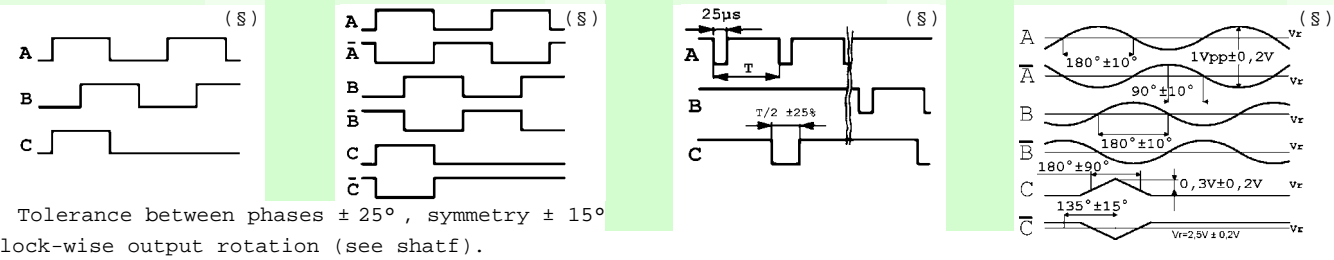 (§)
A
B
C
(§)
A
A
B
B
C
C
(§)
25µs
A
T
B
T/2 ±25%
C
(§)
A
Vr
180°±10°
1Vpp±0,2V
A
Vr
90°±10°
B
Vr
180°±10°
B
Vr
180°±90°
C
0,3V±0,2V
Vr
135°±15°
C
Vr=2,5V ± 0,2V
Vr
Tolerance between phases ± 25° , symmetry ± 15°
lock-wise output rotation (see shatf).